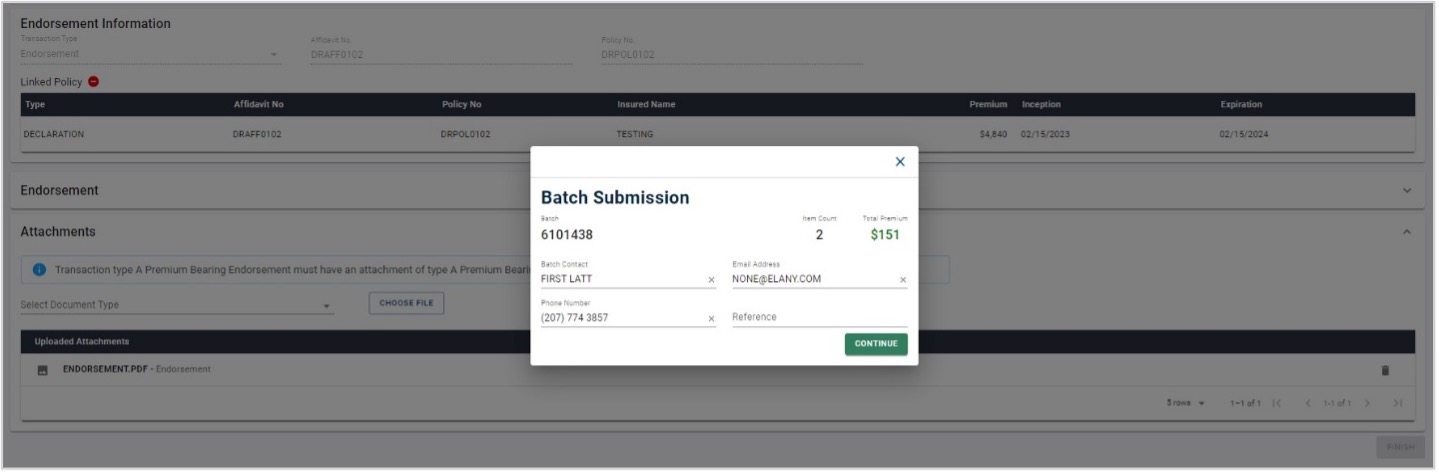 Endorsement Information
Transaction Type Affidavit No Policy No
Endorsement DRAFF0102 DRPOL0102
Linked Policy
Type Affidavit No Policy No Insured Name Premium Inception Expiration
DECLARATION DRAFF0102 DRPOL0102 TESTING $4,840 02/15/2023 02/15/2024
Endorsement
Attachments
Transaction type A Premium Bearing Endorsement must have an attachment of type A Premium Beari
Select Document Type CHOOSE FILE
Uploaded Attachments
ENDORSEMENT.PDF - Endorsement
5 rows 1-1 of 1 1-1 of 1
FINISH
Batch Submission
Batch Item Count Total Premium
6101438 2 $151
Batch Contact Email Address
FIRST LATT NONE@ELANY.COM
Phone Number
(207) 774 3857 Reference
CONTINUE